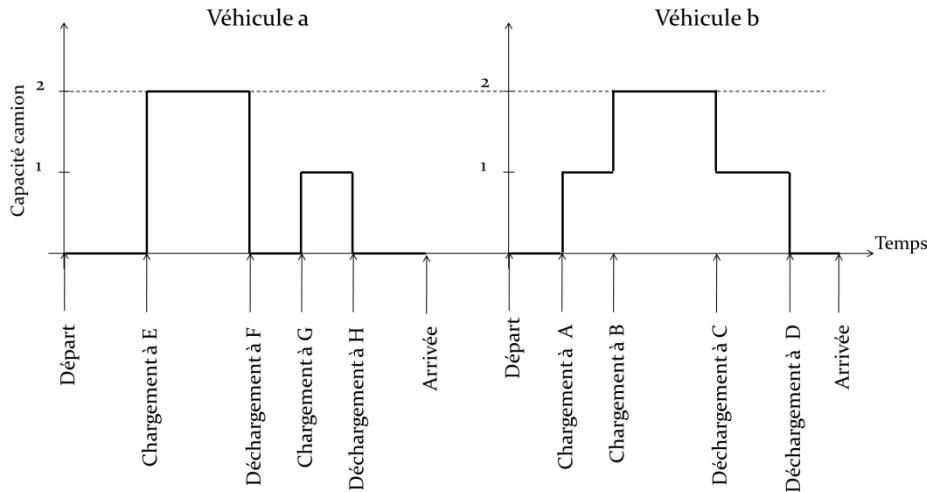 Véhicule a
Véhicule b
Capacité camion
2
1
2
1
Temps
Départ
Chargement à E
Déchargement à F
Chargement à G
Déchargement à H
Arrivée
Départ
Chargement à A
Chargement à B
Déchargement à C
Déchargement à D
Arrivée